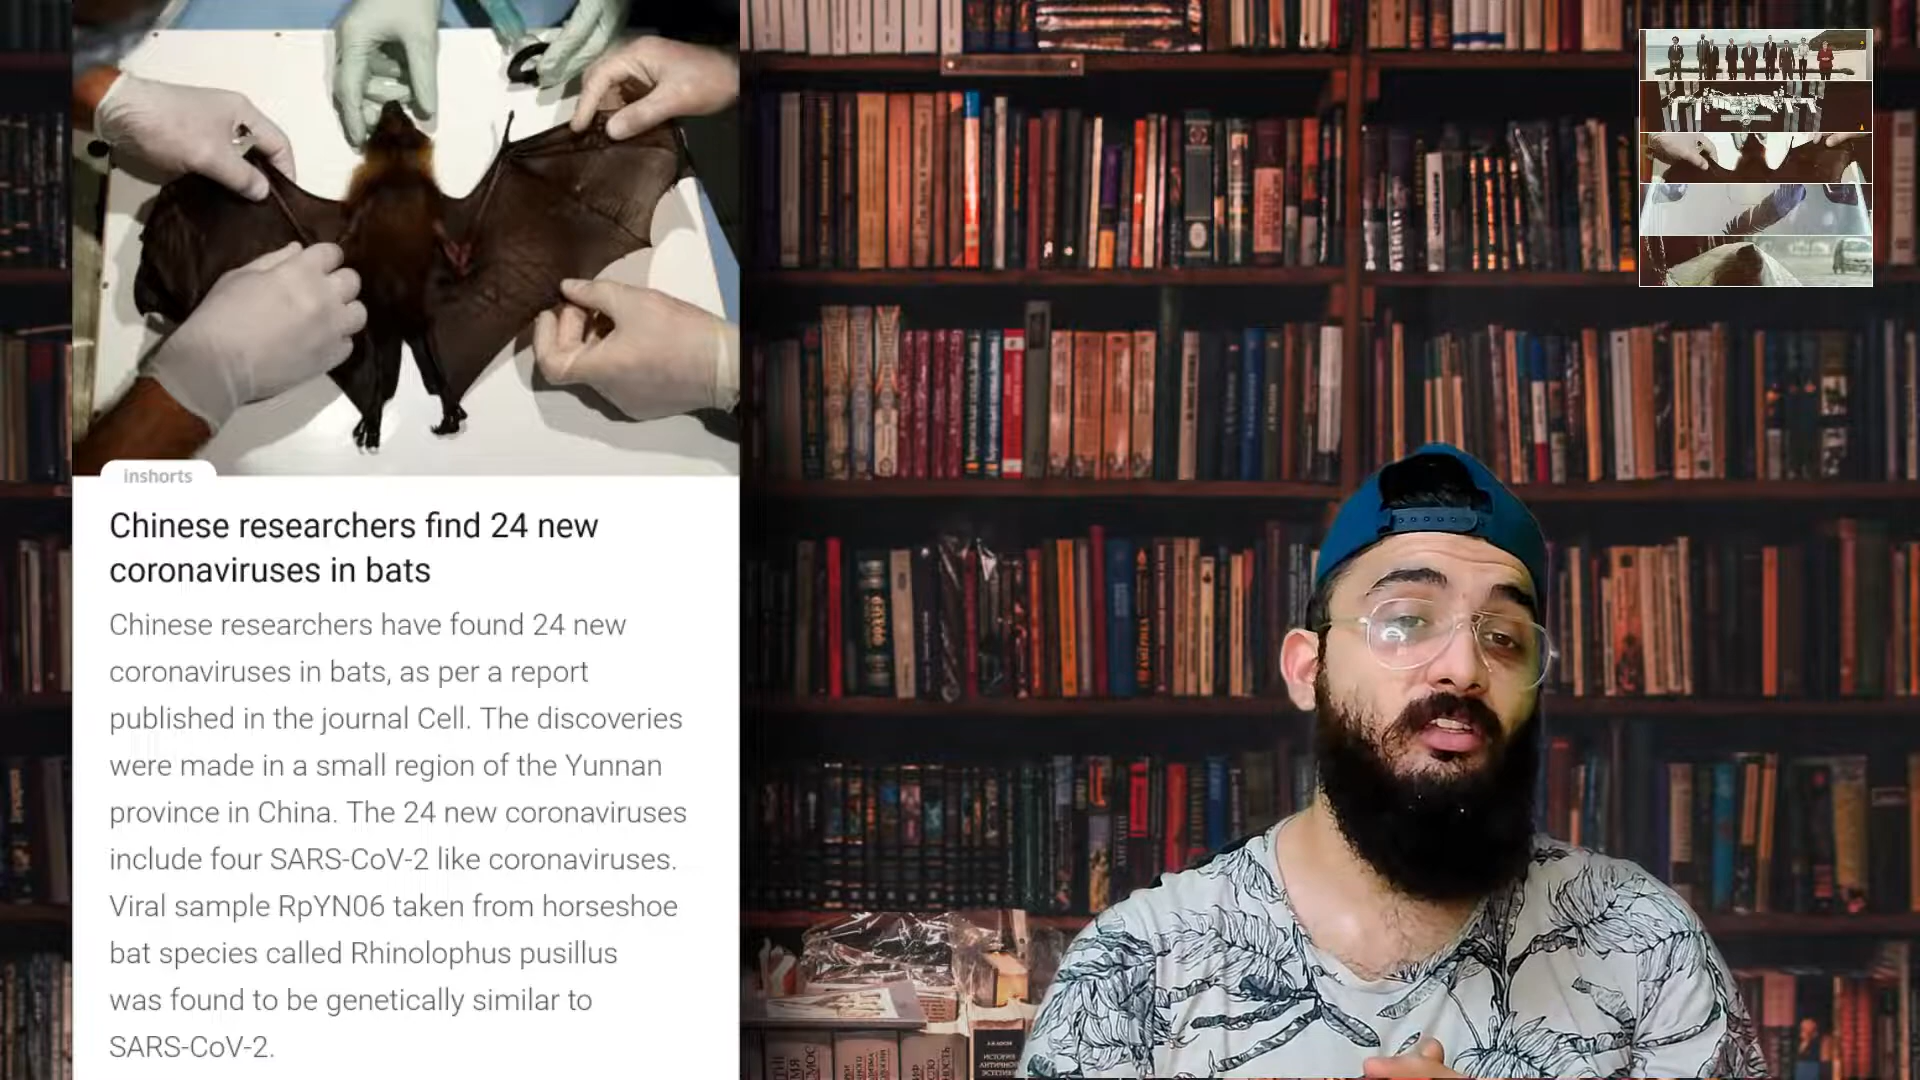 inshorts
Chinese researchers find 24 new
coronaviruses in bats
Chinese researchers have found 24 new
coronaviruses in bats, as per a report
published in the journal Cell. The discoveries
were made in a small region of the Yunnan
province in China. The 24 new coronaviruses
include four SARS-CoV-2 like coronaviruses.
Viral sample RpYN06 taken from horseshoe
bat species called Rhinolophus pusillus
was found to be genetically similar to
SARS-CoV-2.
ИСТОРИЯ
АНТИЧНОЙ
ЭСТЕТИКИ